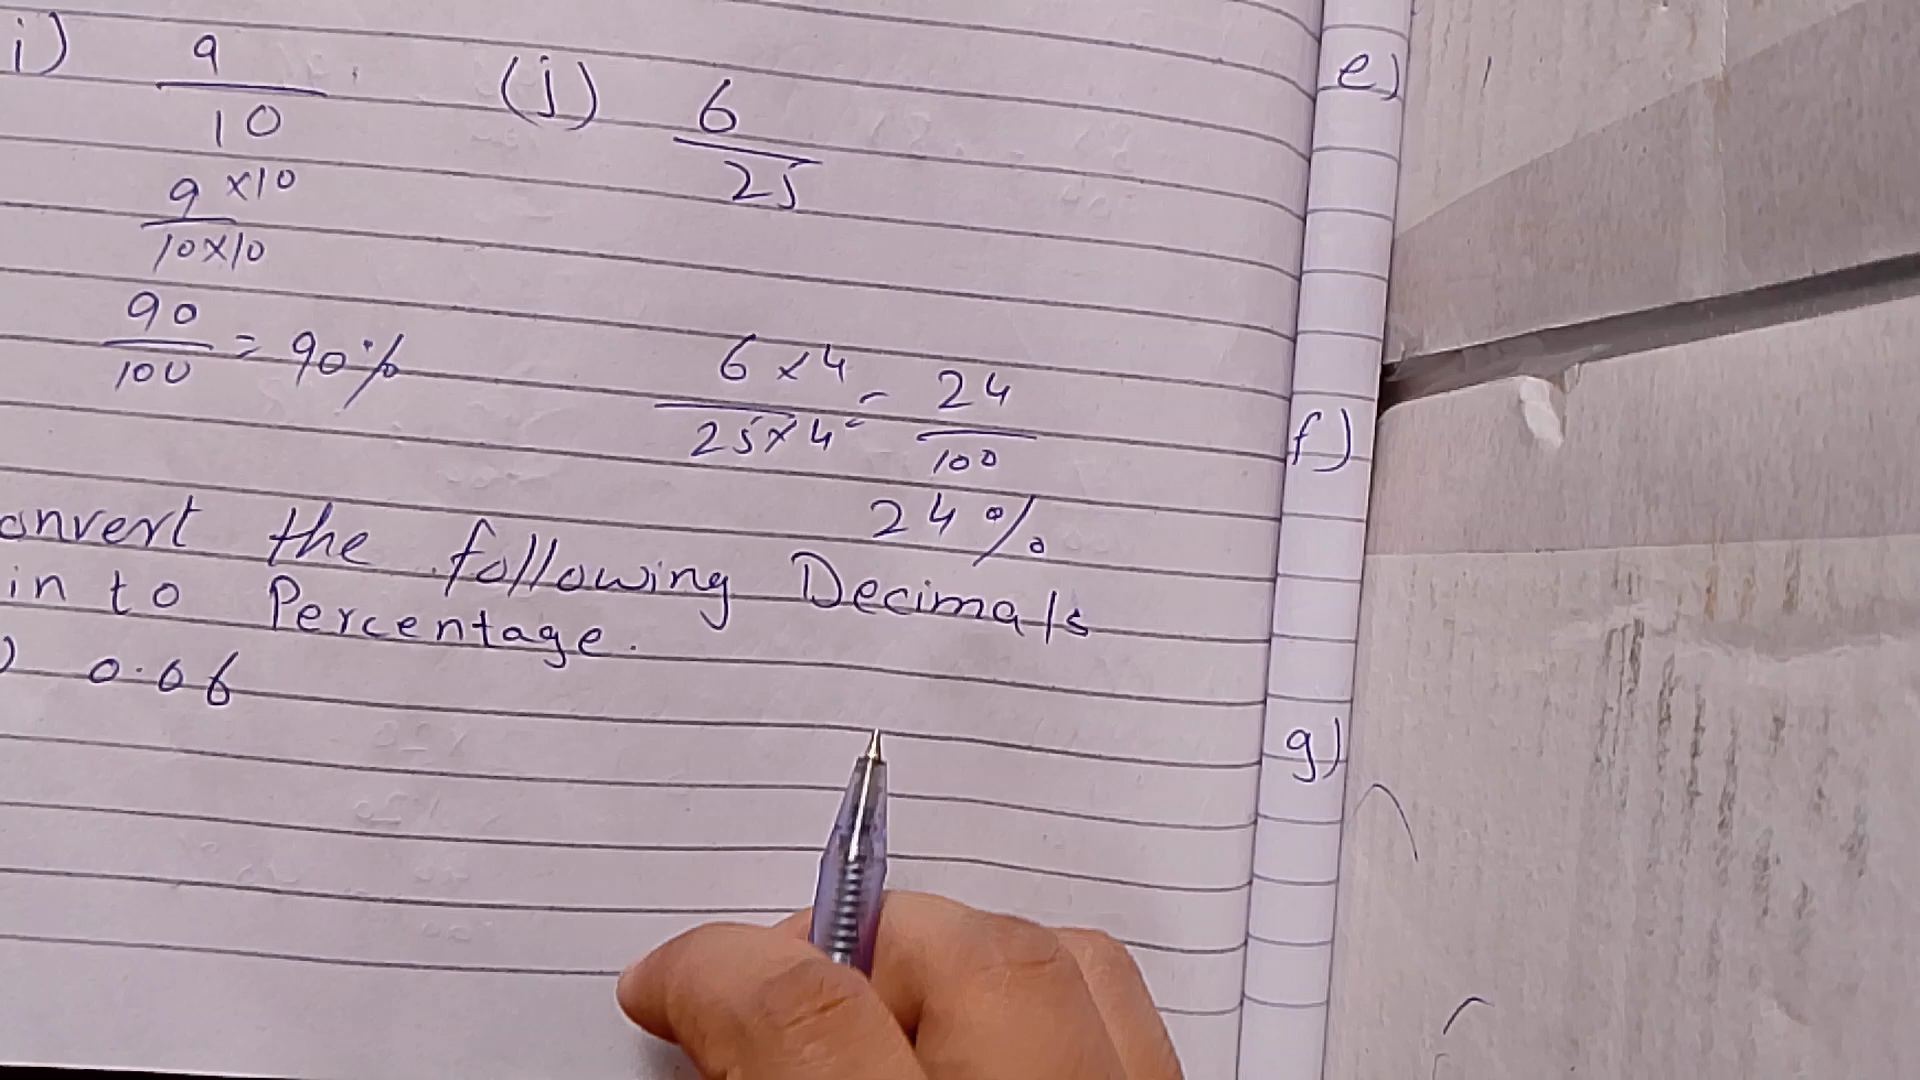 i) 9/10
9×10/10×10
90/100 = 90%
(j) 6/25
6×4/25×4 = 24/100
24%
onvert the following Decimals
in to Percentage.
) 0.06
e)
f)
g)